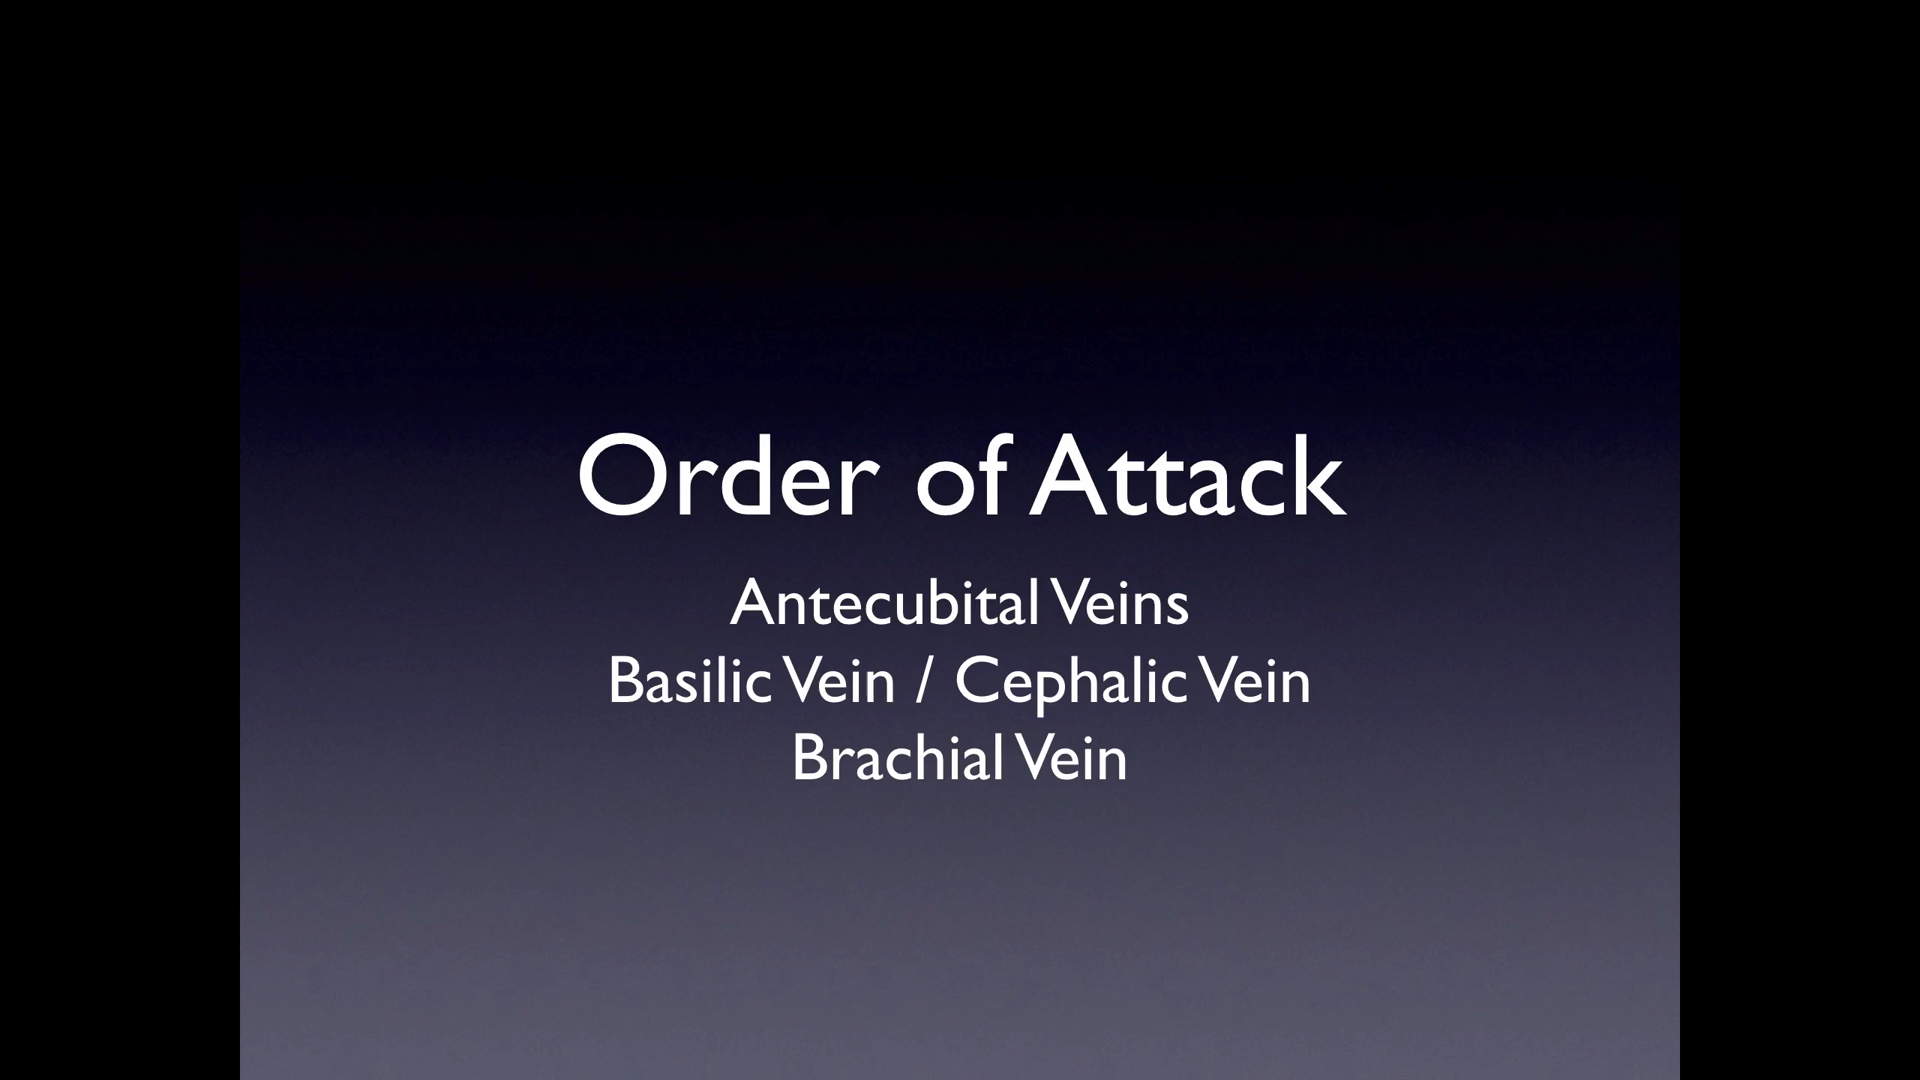 Order of Attack
Antecubital Veins
Basilic Vein / Cephalic Vein
Brachial Vein